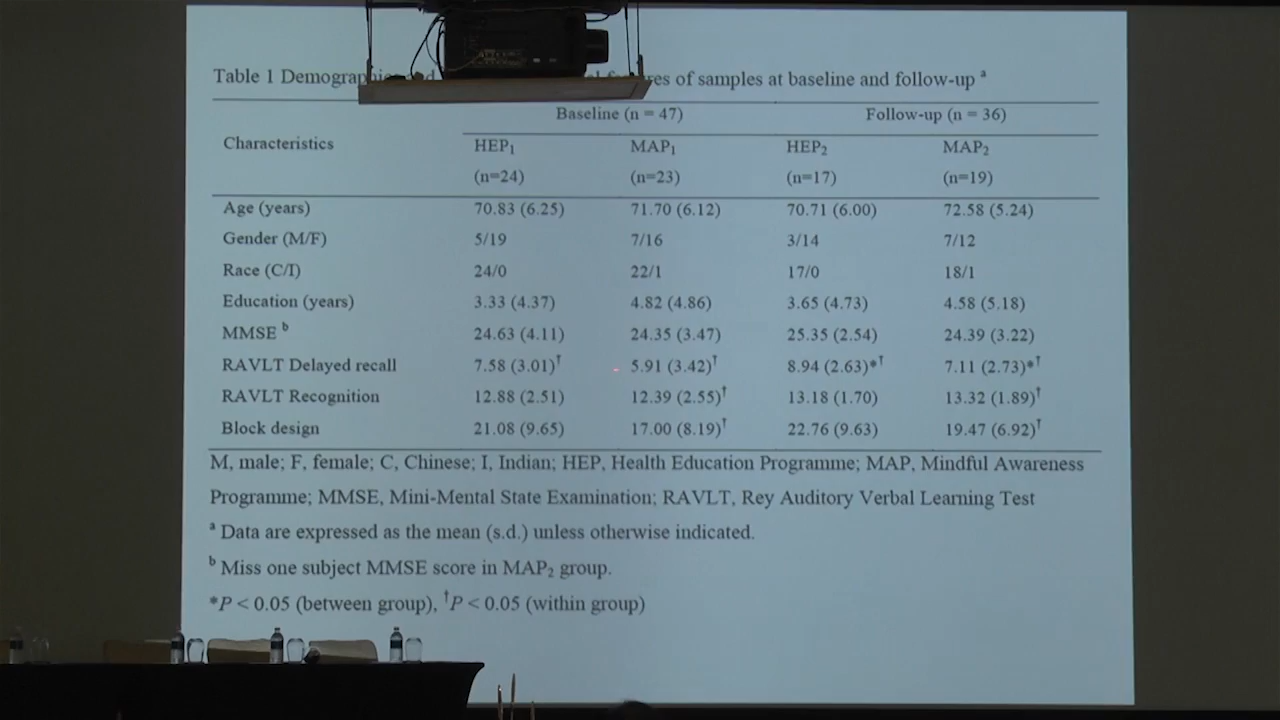 Table 1 Demographic and features of samples at baseline and follow-up ᵃ
Baseline (n = 47) Follow-up (n = 36)
Characteristics HEP₁ MAP₁ HEP₂ MAP₂
(n=24) (n=23) (n=17) (n=19)
Age (years) 70.83 (6.25) 71.70 (6.12) 70.71 (6.00) 72.58 (5.24)
Gender (M/F) 5/19 7/16 3/14 7/12
Race (C/I) 24/0 22/1 17/0 18/1
Education (years) 3.33 (4.37) 4.82 (4.86) 3.65 (4.73) 4.58 (5.18)
MMSE ᵇ 24.63 (4.11) 24.35 (3.47) 25.35 (2.54) 24.39 (3.22)
RAVLT Delayed recall 7.58 (3.01)† 5.91 (3.42)† 8.94 (2.63)*† 7.11 (2.73)*†
RAVLT Recognition 12.88 (2.51) 12.39 (2.55)† 13.18 (1.70) 13.32 (1.89)†
Block design 21.08 (9.65) 17.00 (8.19)† 22.76 (9.63) 19.47 (6.92)†
M, male; F, female; C, Chinese; I, Indian; HEP, Health Education Programme; MAP, Mindful Awareness
Programme; MMSE, Mini-Mental State Examination; RAVLT, Rey Auditory Verbal Learning Test
ᵃ Data are expressed as the mean (s.d.) unless otherwise indicated.
ᵇ Miss one subject MMSE score in MAP₂ group.
*P < 0.05 (between group), †P < 0.05 (within group)